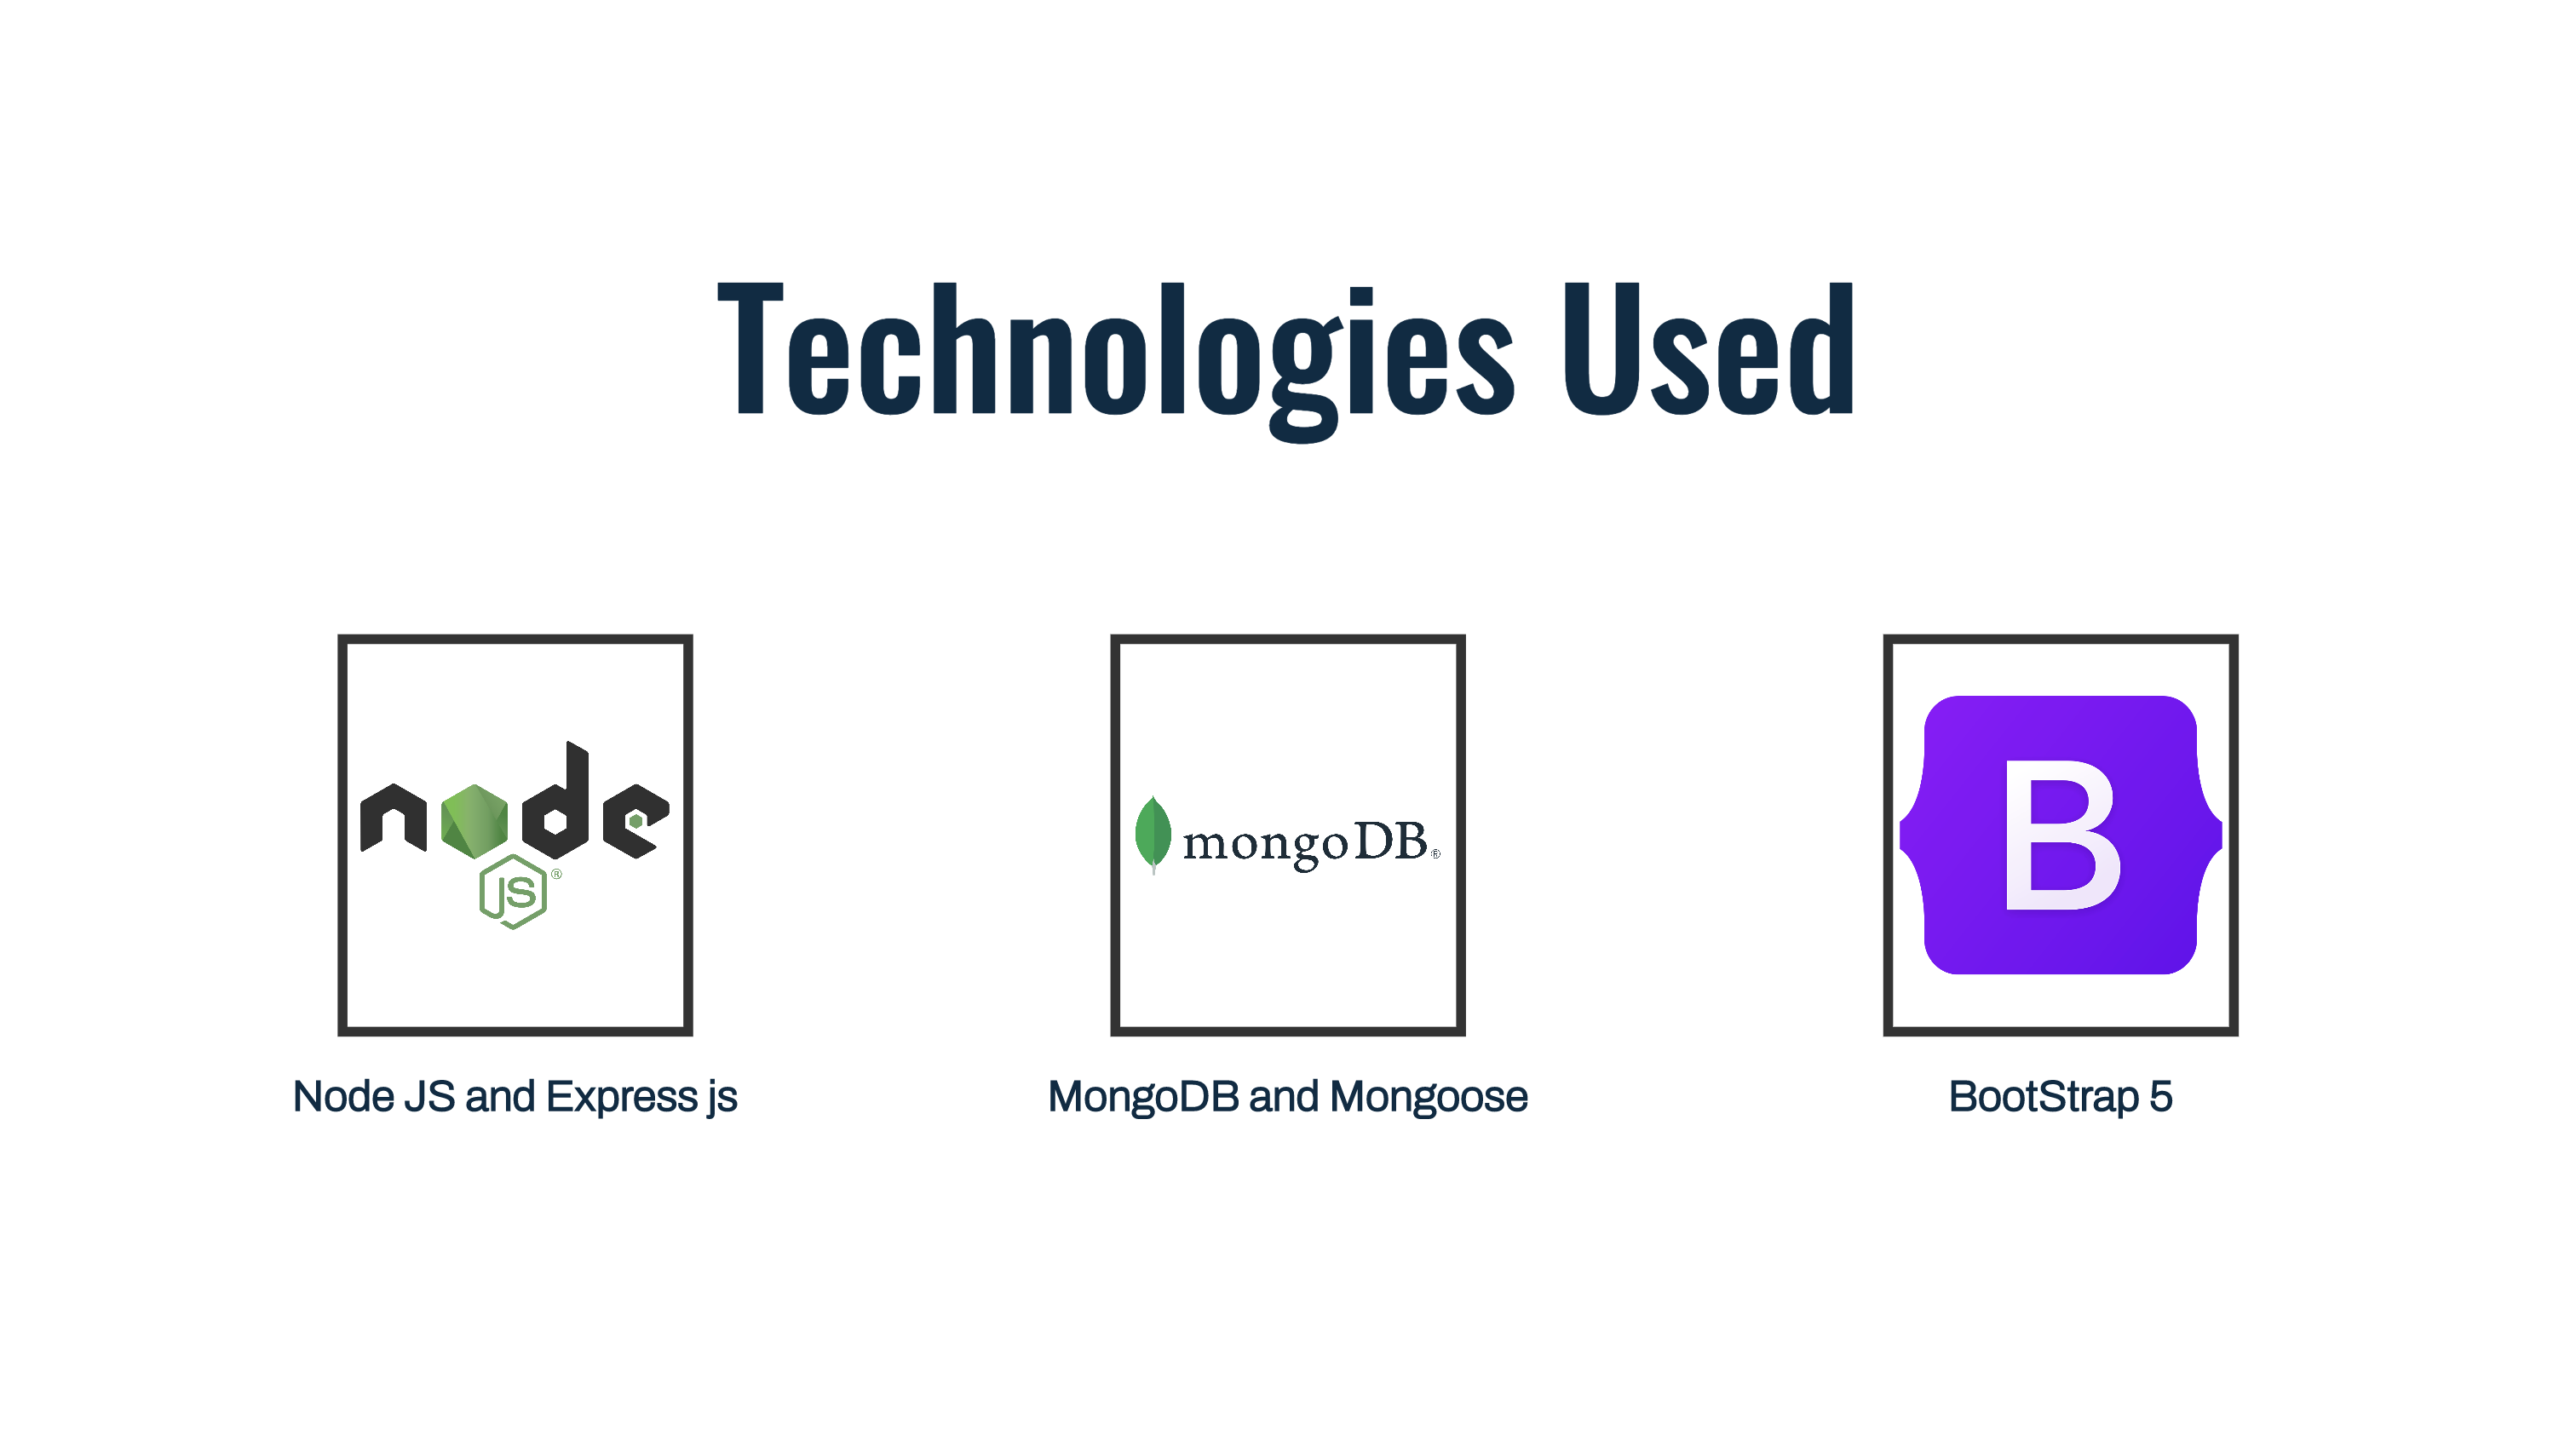 Technologies Used
node
JS ®
mongoDB®
B
Node JS and Express js
MongoDB and Mongoose
BootStrap 5